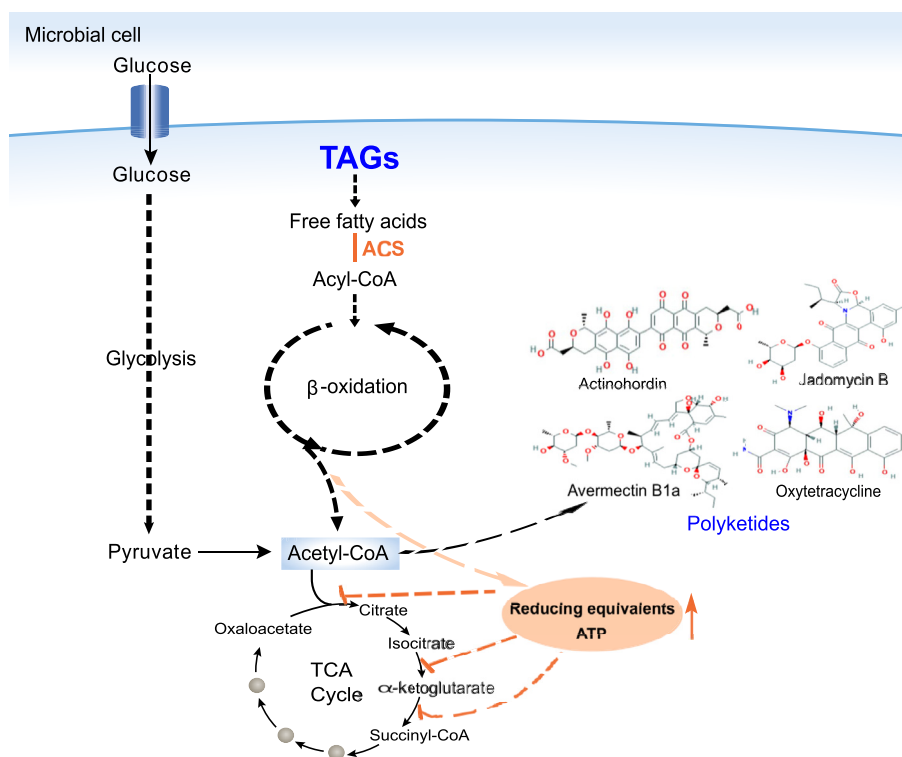 Microbial cell
Glucose
Glucose
TAGs
Free fatty acids
ACS
Acyl-CoA
Glycolysis
β-oxidation
Actinohordin
Jadomycin B
Avermectin B1a
Oxytetracycline
Polyketides
Pyruvate
Acetyl-CoA
Reducing equivalents
ATP
Citrate
Oxaloacetate
Isocitrate
TCA
Cycle
α-ketoglutarate
Succinyl-CoA